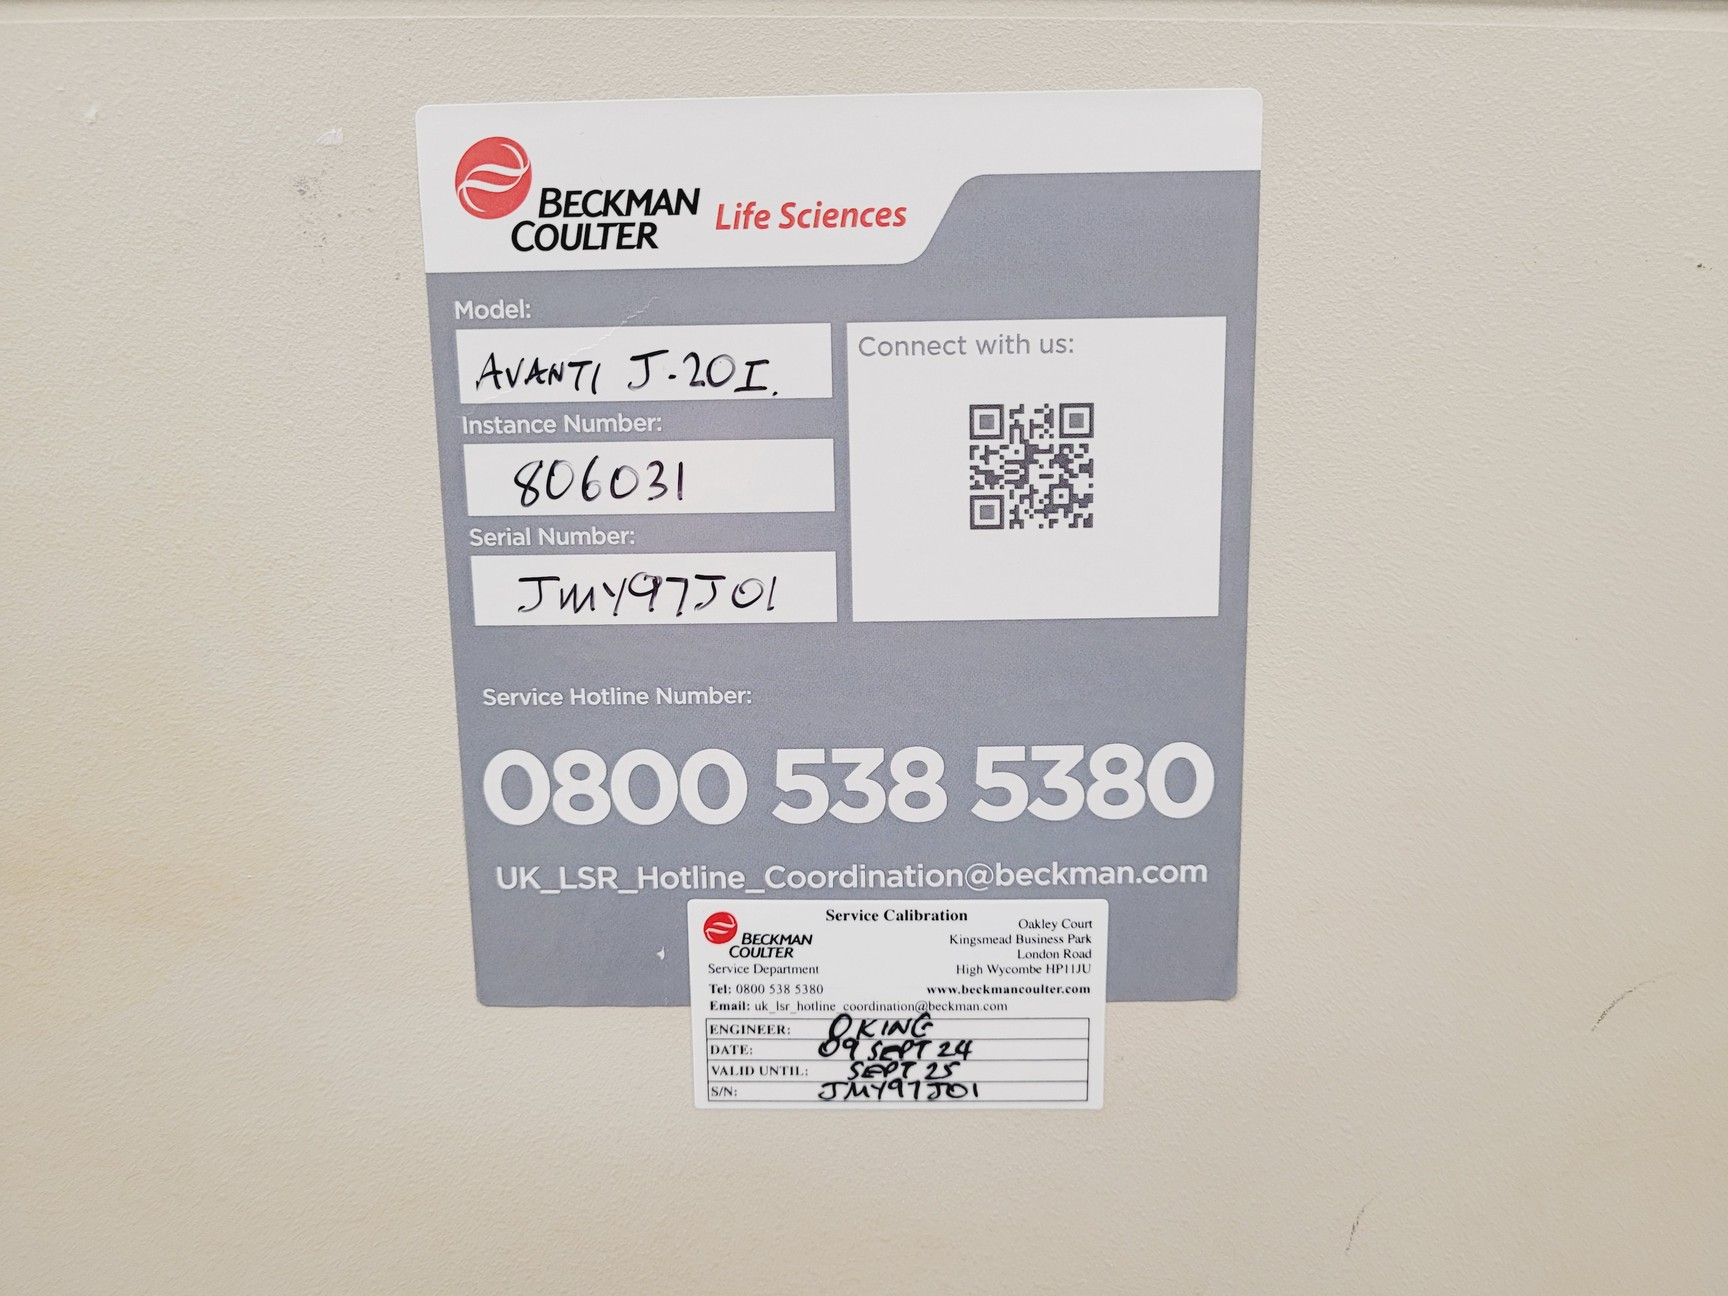 BECKMAN
COULTER
Life Sciences
Model:
AVANTI J-20I.
Instance Number:
806031
Serial Number:
JMY97J01
Connect with us:
Service Hotline Number:
0800 538 5380
UK_LSR_Hotline_Coordination@beckman.com
Service Calibration
BECKMAN
COULTER
Service Department
Oakley Court
Kingsmead Business Park
London Road
High Wycombe HP11JU
Tel: 0800 538 5380
www.beckmancoulter.com
Email: uk_lsr_hotline_coordination@beckman.com
ENGINEER: O KING
DATE: 09 SEPT 24
VALID UNTIL: SEPT 25
S/N: JMY97J01